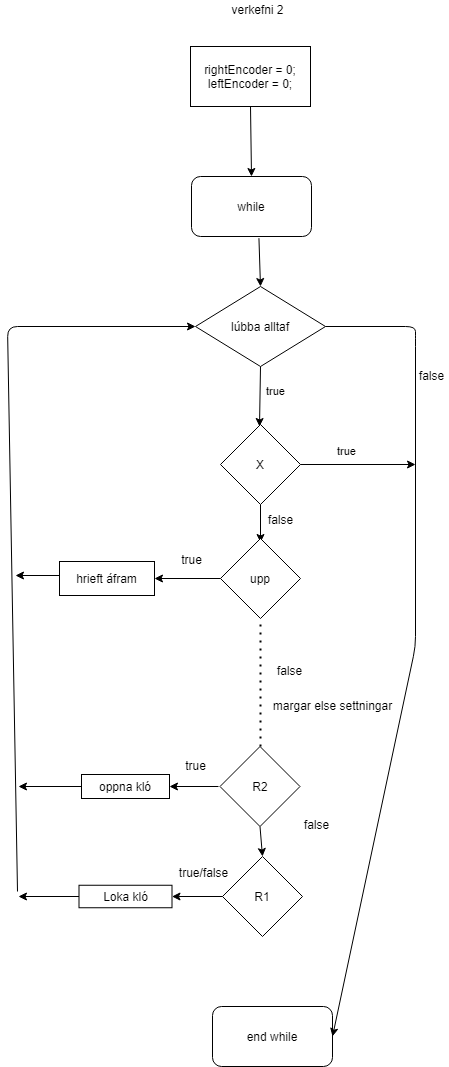 verkefni 2
rightEncoder = 0;
leftEncoder = 0;
while
lúbba alltaf
false
true
X
true
false
true
hrieft áfram
upp
false
margar else settningar
true
oppna kló
R2
false
true/false
Loka kló
R1
end while